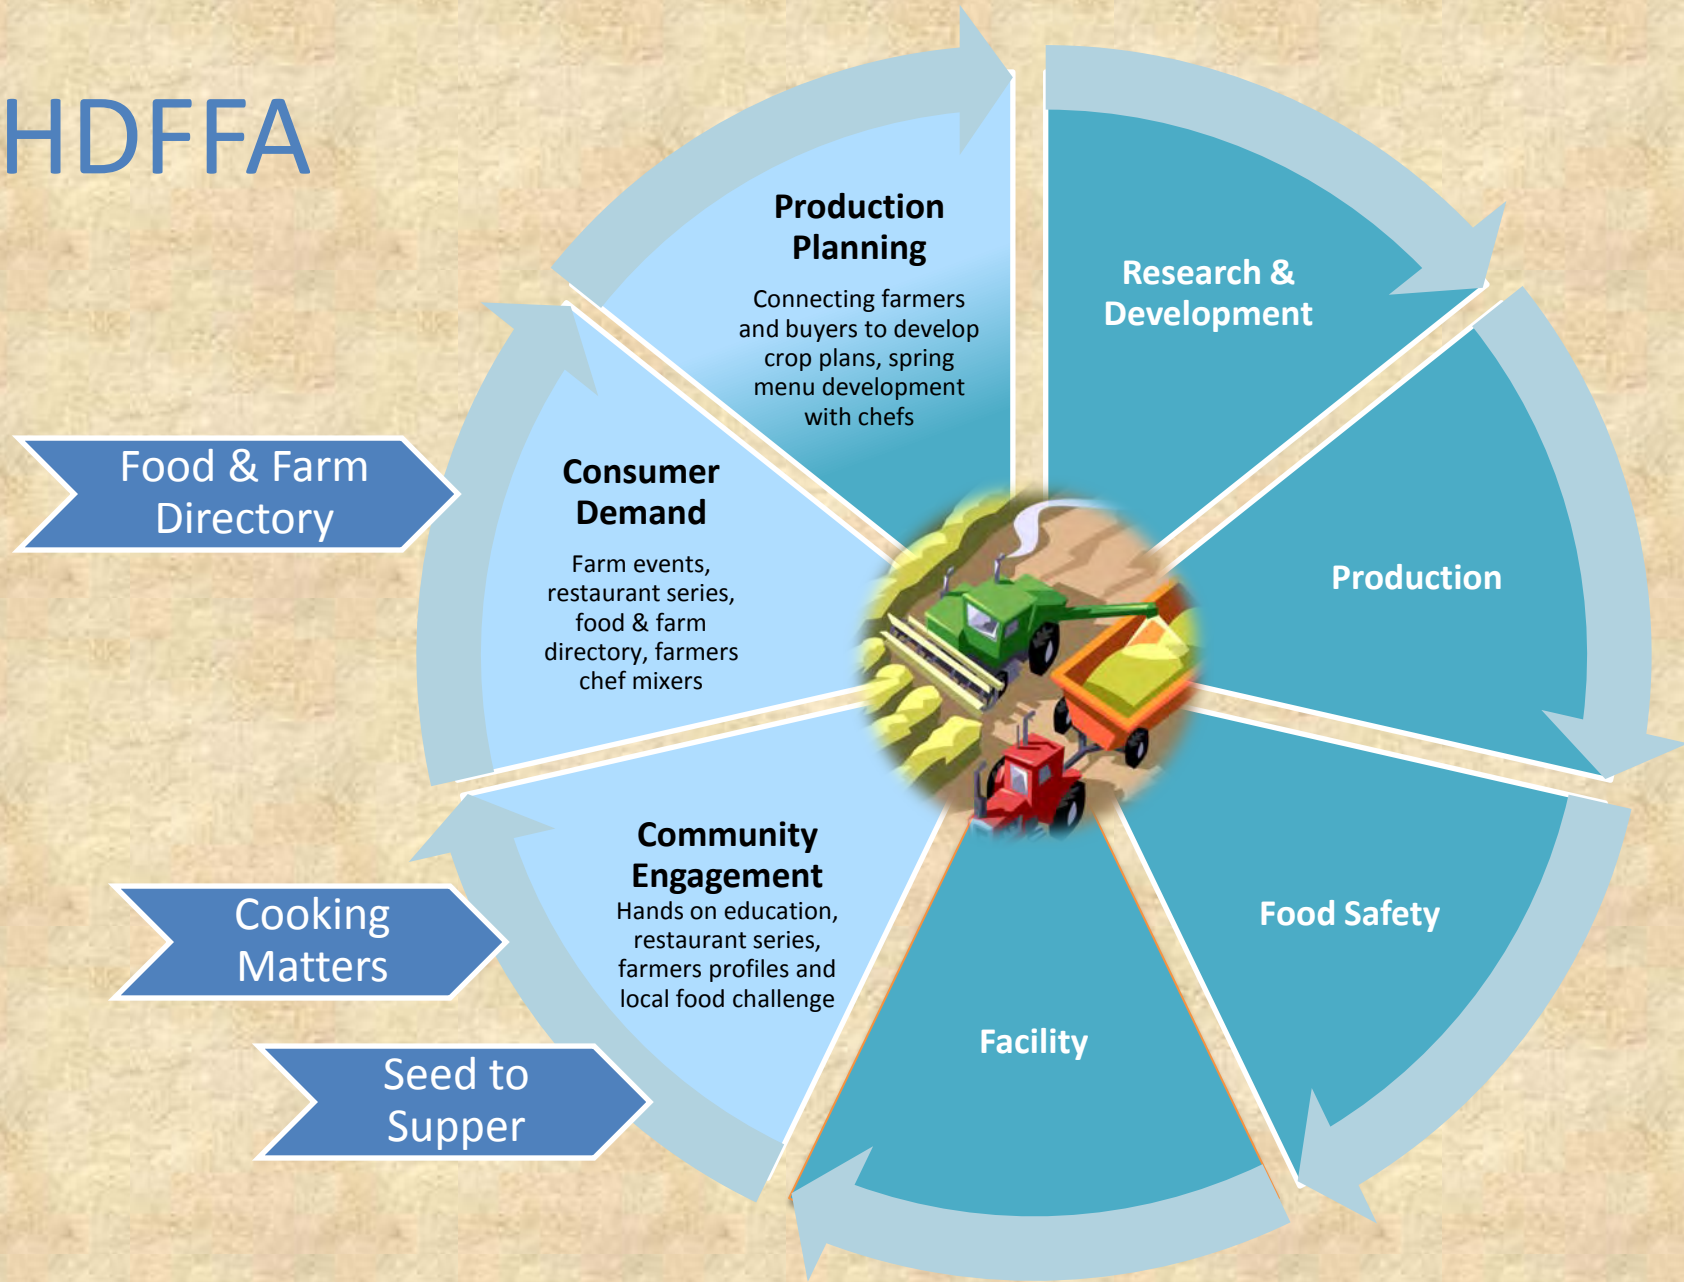 HDFFA
Production
Planning
Connecting farmers
and buyers to develop
crop plans, spring
menu development
with chefs
Research &
Development
Production
Food Safety
Facility
Community
Engagement
Hands on education,
restaurant series,
farmers profiles and
local food challenge
Consumer
Demand
Farm events,
restaurant series,
food & farm
directory, farmers
chef mixers
Food & Farm
Directory
Cooking
Matters
Seed to
Supper